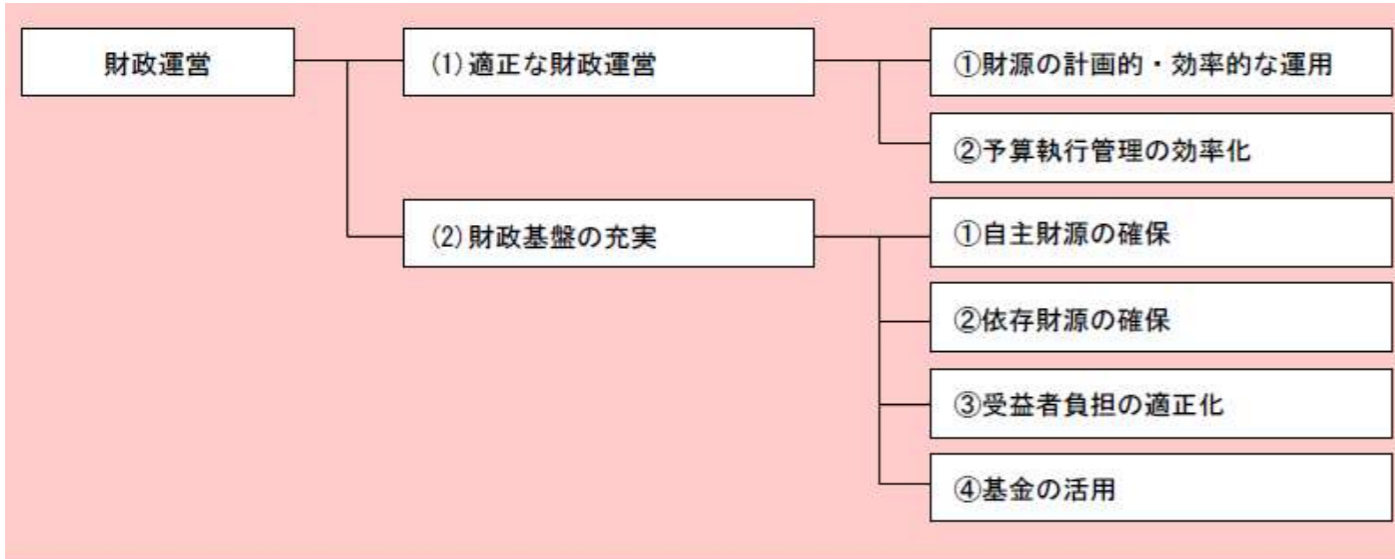 財政運営
(1)適正な財政運営
①財源の計画的・効率的な運用
②予算執行管理の効率化
(2)財政基盤の充実
①自主財源の確保
②依存財源の確保
③受益者負担の適正化
④基金の活用